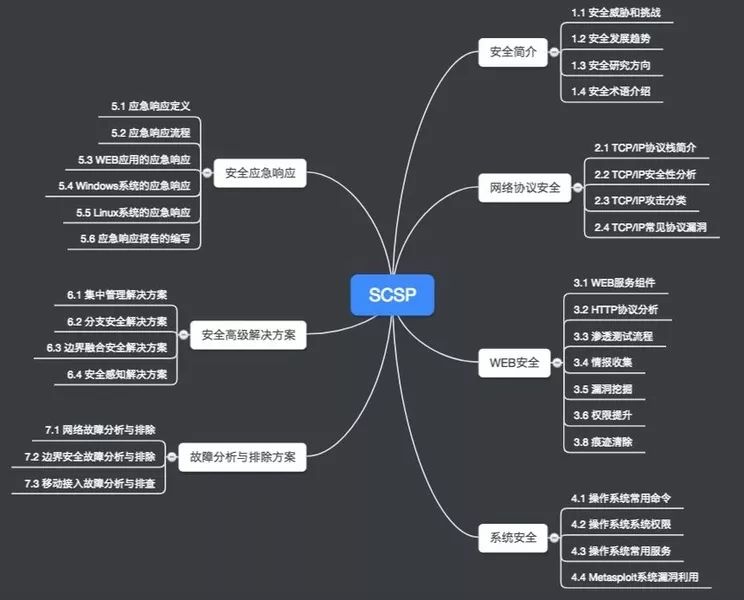 SCSP
安全简介
1.1 安全威胁和挑战
1.2 安全发展趋势
1.3 安全研究方向
1.4 安全术语介绍
网络协议安全
2.1 TCP/IP协议栈简介
2.2 TCP/IP安全性分析
2.3 TCP/IP攻击分类
2.4 TCP/IP常见协议漏洞
WEB安全
3.1 WEB服务组件
3.2 HTTP协议分析
3.3 渗透测试流程
3.4 情报收集
3.5 漏洞挖掘
3.6 权限提升
3.8 痕迹清除
系统安全
4.1 操作系统常用命令
4.2 操作系统系统权限
4.3 操作系统常用服务
4.4 Metasploit系统漏洞利用
安全应急响应
5.1 应急响应定义
5.2 应急响应流程
5.3 WEB应用的应急响应
5.4 Windows系统的应急响应
5.5 Linux系统的应急响应
5.6 应急响应报告的编写
安全高级解决方案
6.1 集中管理解决方案
6.2 分支安全解决方案
6.3 边界融合安全解决方案
6.4 安全感知解决方案
故障分析与排除方案
7.1 网络故障分析与排除
7.2 边界安全故障分析与排除
7.3 移动接入故障分析与排查